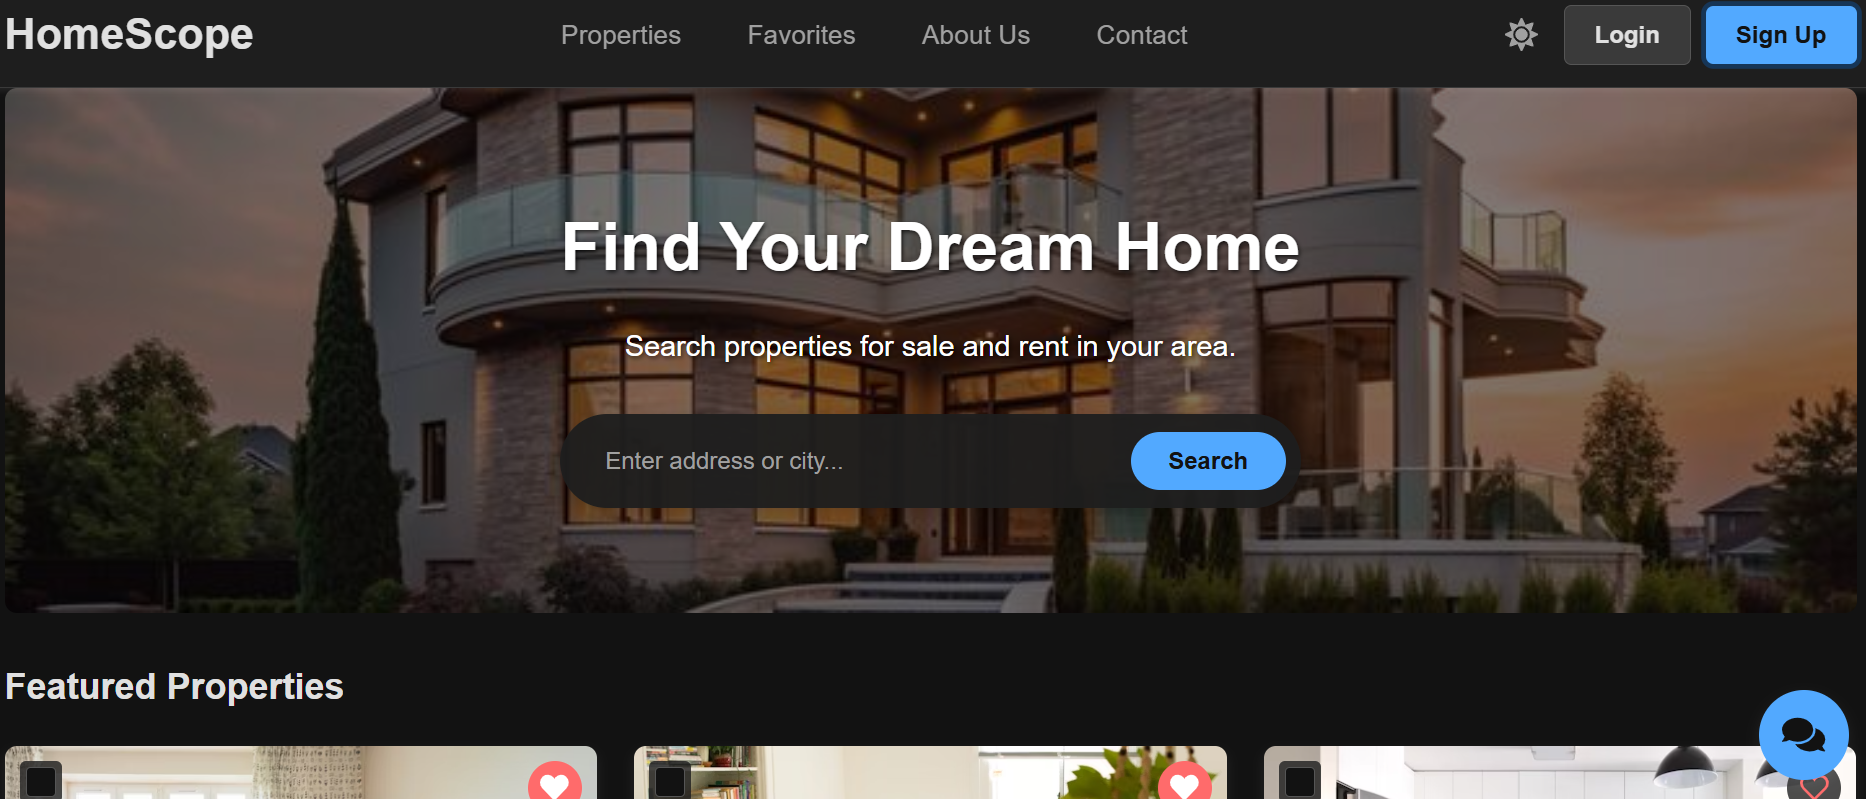 HomeScope
Properties
Favorites
About Us
Contact
Login
Sign Up
Find Your Dream Home
Search properties for sale and rent in your area.
Enter address or city...
Search
Featured Properties